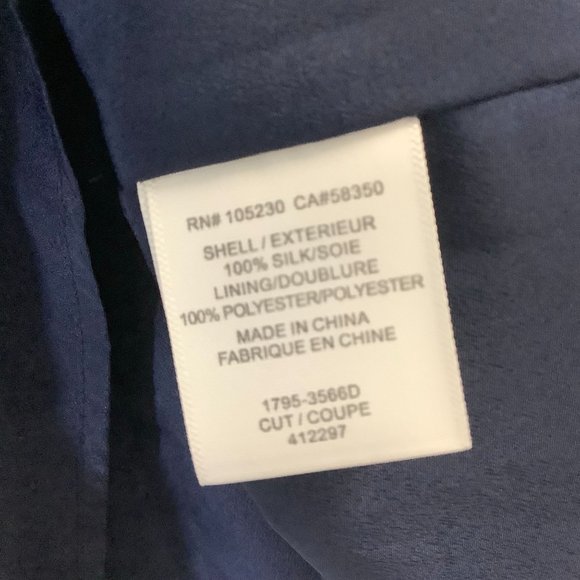 RN# 105230 CA#58350
SHELL / EXTERIEUR
100% SILK/SOIE
LINING/DOUBLURE
100% POLYESTER/POLYESTER
MADE IN CHINA
FABRIQUE EN CHINE
1795-3566D
CUT / COUPE
412297